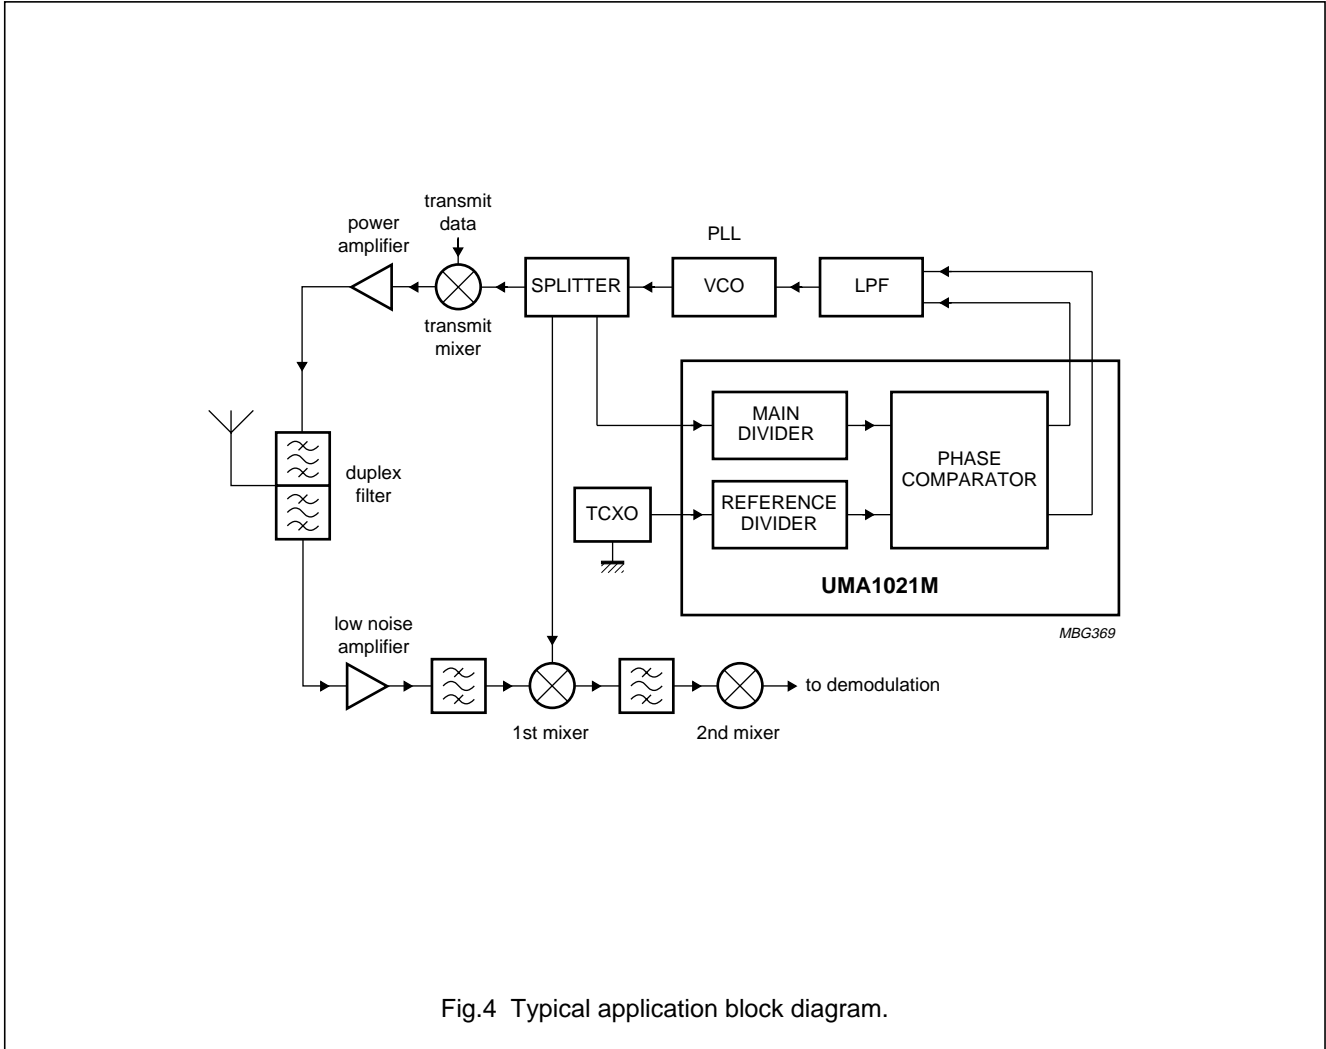 transmit
data
power
amplifier
PLL
SPLITTER
VCO
LPF
transmit
mixer
MAIN
DIVIDER
PHASE
COMPARATOR
duplex
filter
TCXO
REFERENCE
DIVIDER
UMA1021M
low noise
amplifier
MBG369
to demodulation
1st mixer
2nd mixer
Fig.4 Typical application block diagram.